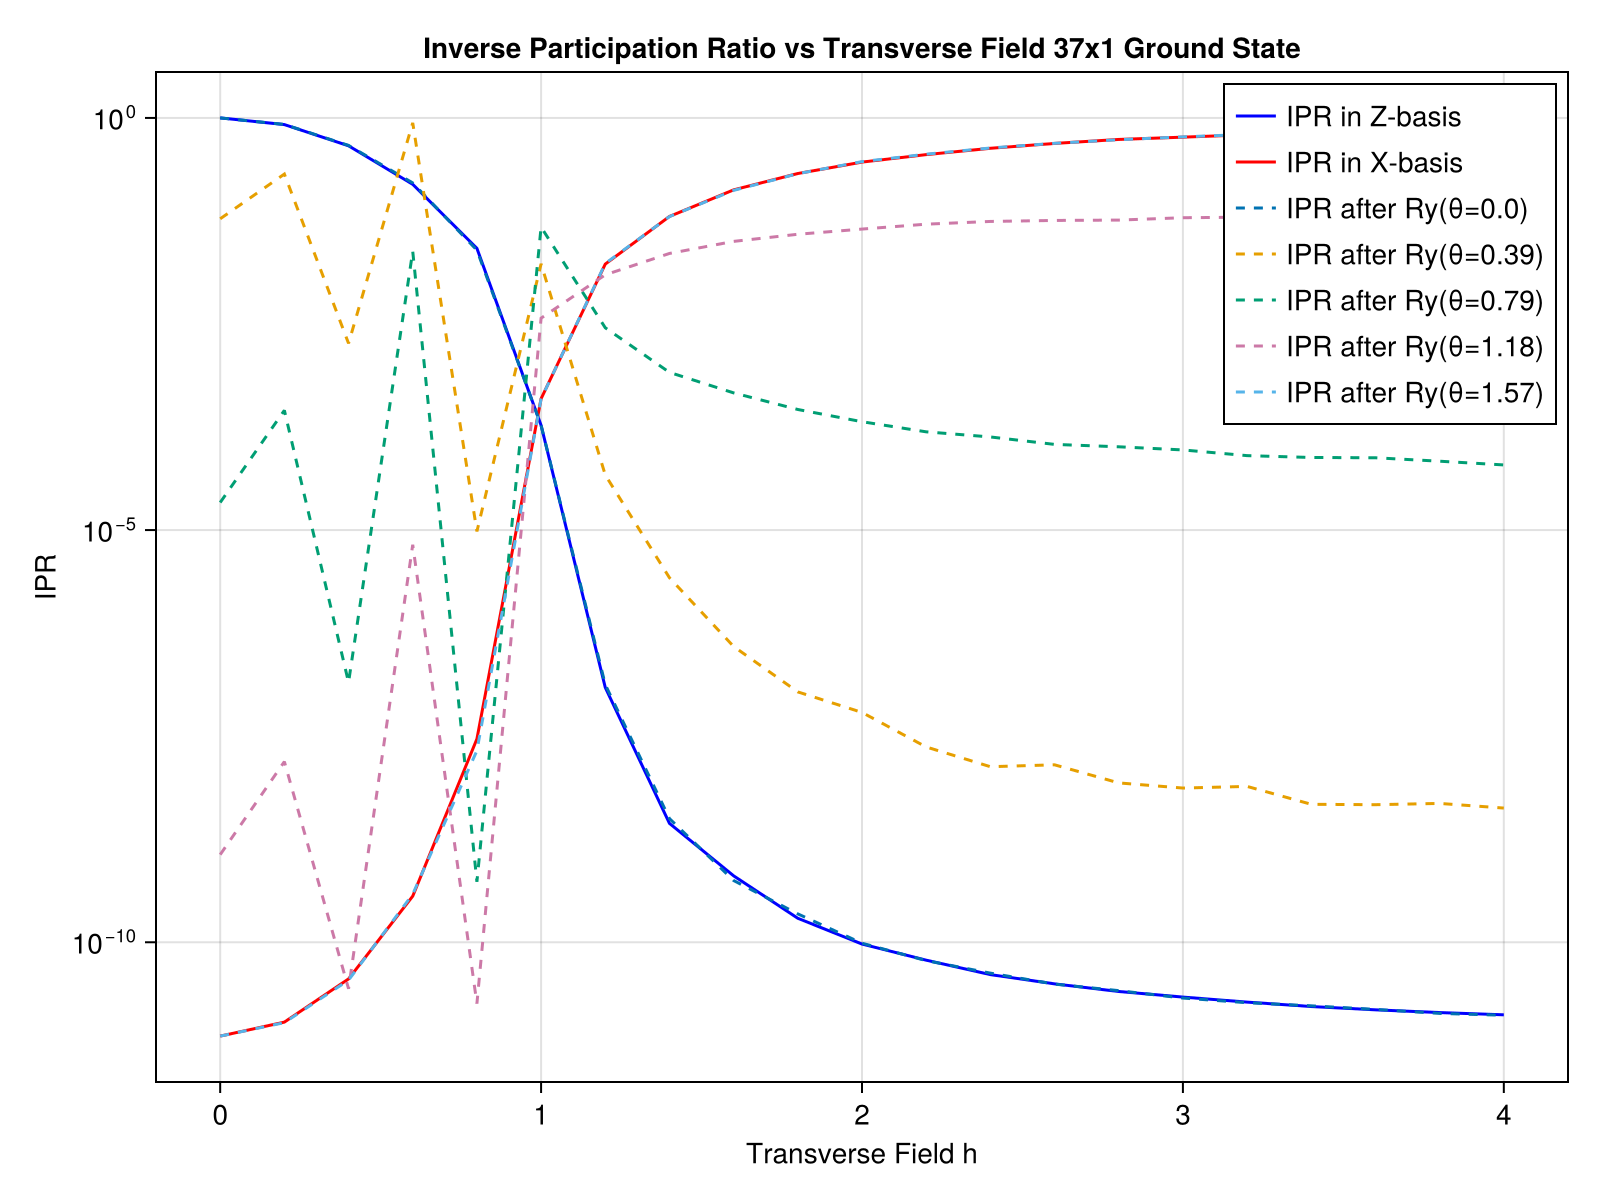 Inverse Participation Ratio vs Transverse Field 37x1 Ground State
IPR in Z-basis
IPR in X-basis
IPR after Ry(θ=0.0)
IPR after Ry(θ=0.39)
IPR after Ry(θ=0.79)
IPR after Ry(θ=1.18)
IPR after Ry(θ=1.57)
10⁰
10⁻⁵
10⁻¹⁰
IPR
0 1 2 3 4
Transverse Field h